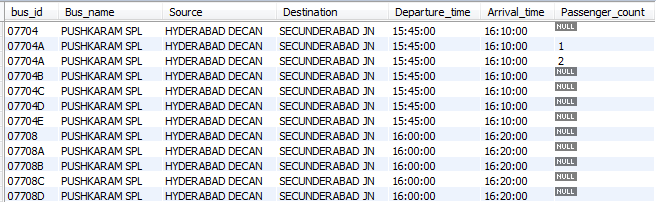 bus_id Bus_name Source Destination Departure_time Arrival_time Passenger_count
07704 PUSHKARAM SPL HYDERABAD DECAN SECUNDERABAD JN 15:45:00 16:10:00 NULL
07704A PUSHKARAM SPL HYDERABAD DECAN SECUNDERABAD JN 15:45:00 16:10:00 1
07704A PUSHKARAM SPL HYDERABAD DECAN SECUNDERABAD JN 15:45:00 16:10:00 2
07704B PUSHKARAM SPL HYDERABAD DECAN SECUNDERABAD JN 15:45:00 16:10:00 NULL
07704C PUSHKARAM SPL HYDERABAD DECAN SECUNDERABAD JN 15:45:00 16:10:00 NULL
07704D PUSHKARAM SPL HYDERABAD DECAN SECUNDERABAD JN 15:45:00 16:10:00 NULL
07704E PUSHKARAM SPL HYDERABAD DECAN SECUNDERABAD JN 15:45:00 16:10:00 NULL
07708 PUSHKARAM SPL HYDERABAD DECAN SECUNDERABAD JN 16:00:00 16:20:00 NULL
07708A PUSHKARAM SPL HYDERABAD DECAN SECUNDERABAD JN 16:00:00 16:20:00 NULL
07708B PUSHKARAM SPL HYDERABAD DECAN SECUNDERABAD JN 16:00:00 16:20:00 NULL
07708C PUSHKARAM SPL HYDERABAD DECAN SECUNDERABAD JN 16:00:00 16:20:00 NULL
07708D PUSHKARAM SPL HYDERABAD DECAN SECUNDERABAD JN 16:00:00 16:20:00 NULL